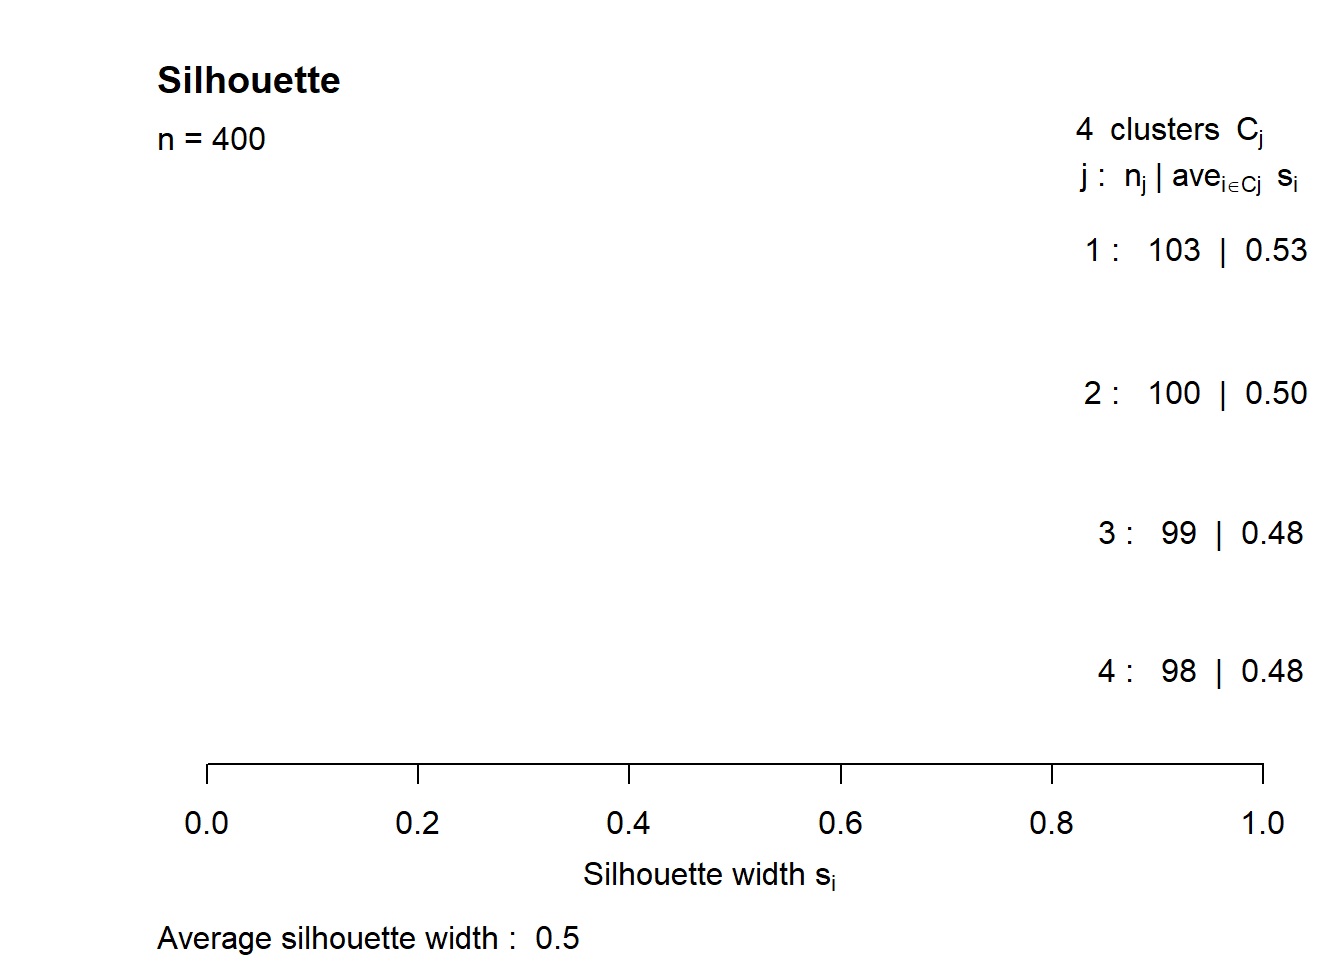 Silhouette
n = 400
4 clusters Cj
j : nj | avei∈Cj si
1 : 103 | 0.53
2 : 100 | 0.50
3 : 99 | 0.48
4 : 98 | 0.48
0.0 0.2 0.4 0.6 0.8 1.0
Silhouette width si
Average silhouette width : 0.5